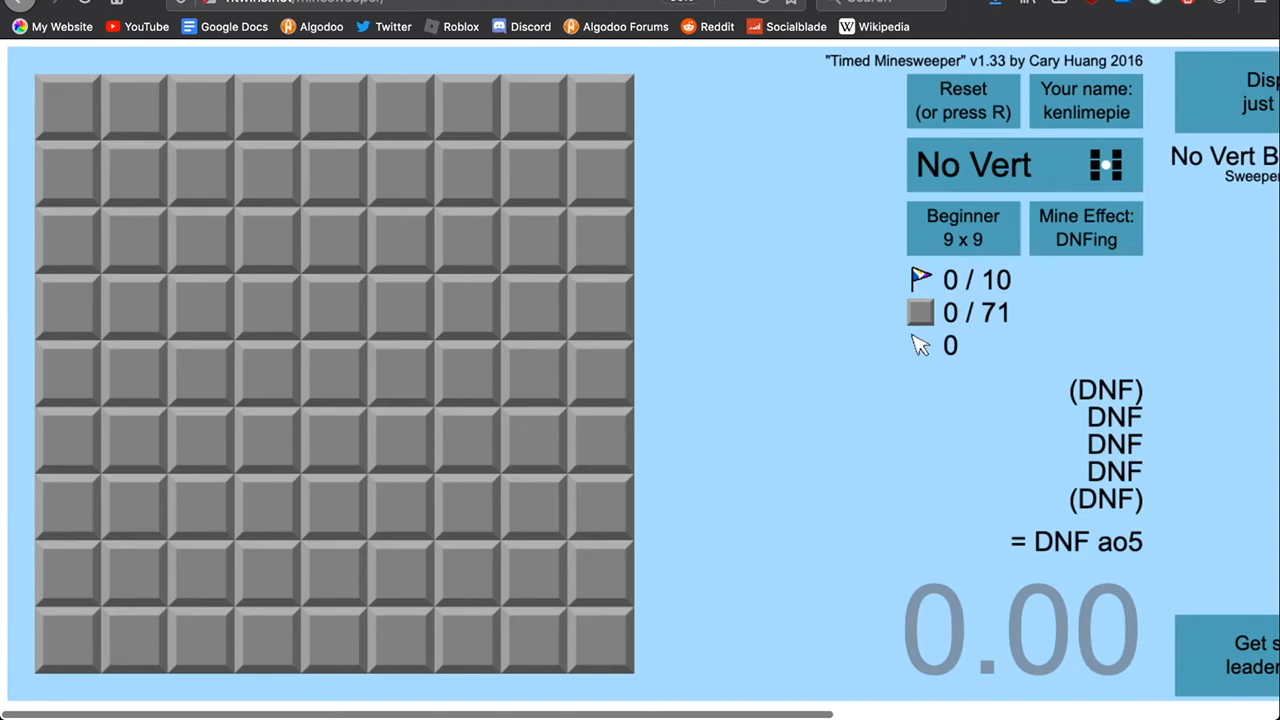 My Website YouTube Google Docs Algodoo Twitter Roblox Discord Algodoo Forums Reddit Socialblade Wikipedia
"Timed Minesweeper" v1.33 by Cary Huang 2016
Reset
(or press R)
Your name:
kenlimepie
No Vert
Beginner
9 x 9
Mine Effect:
DNFing
0 / 10
0 / 71
0
(DNF)
DNF
DNF
DNF
(DNF)
= DNF ao5
0.00
just
No Vert B